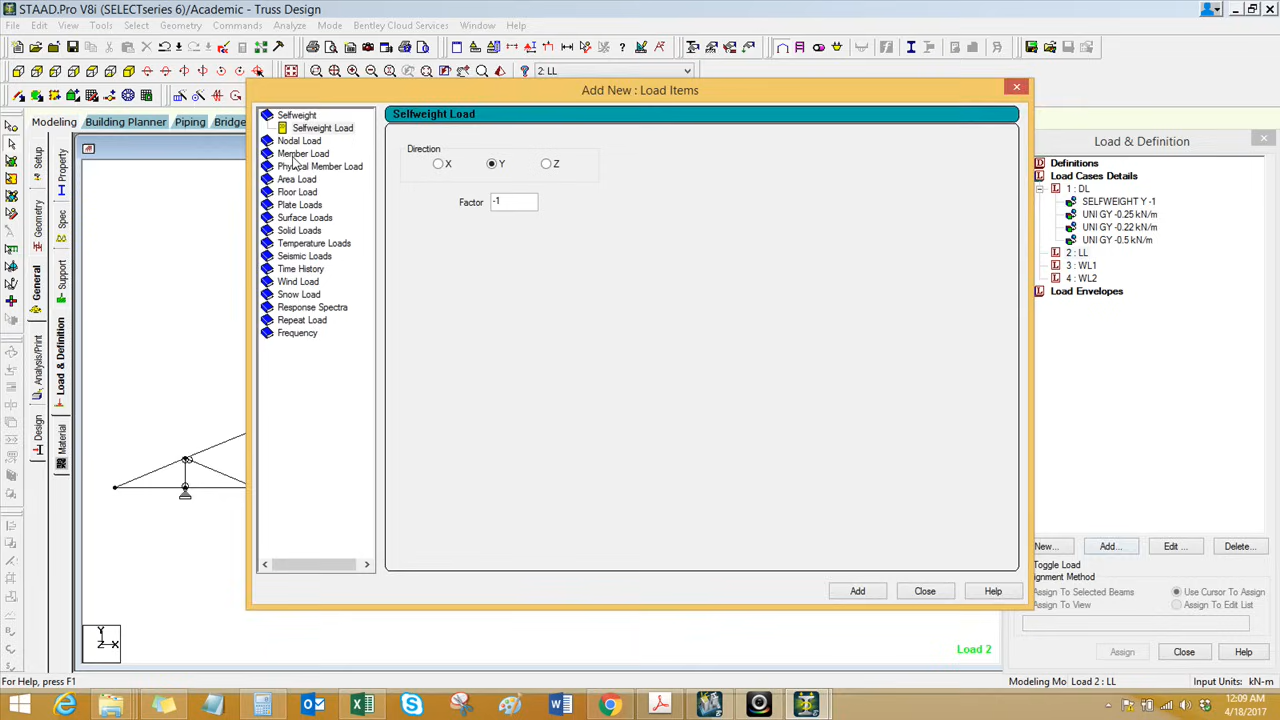 STAAD.Pro V8i (SELECTseries 6)/Academic - Truss Design
File Edit View Tools Select Geometry Commands Analyze Mode Bentley Cloud Services Window Help
2: LL
Modeling Building Planner Piping Bridge
Add New : Load Items
Selfweight
Selfweight Load
Nodal Load
Member Load
Physical Member Load
Area Load
Floor Load
Plate Loads
Surface Loads
Solid Loads
Temperature Loads
Seismic Loads
Time History
Wind Load
Snow Load
Response Spectra
Repeat Load
Frequency
Selfweight Load
Direction
X Y Z
Factor -1
Add Close Help
Setup
Geometry
General
Analysis/Print
Design
Property
Spec
Support
Load & Definition
Material
Load & Definition
Definitions
Load Cases Details
1 : DL
SELFWEIGHT Y -1
UNI GY -0.25 kN/m
UNI GY -0.22 kN/m
UNI GY -0.5 kN/m
2 : LL
3 : WL1
4 : WL2
Load Envelopes
New... Add... Edit ... Delete...
Toggle Load
Assign To Selected Beams Use Cursor To Assign
Assign To View Assign To Edit List
Assign Close Help
Y
Z X
Load 2
For Help, press F1
Load 2: LL
Input Units: kN-m
12:09 AM
4/18/2017